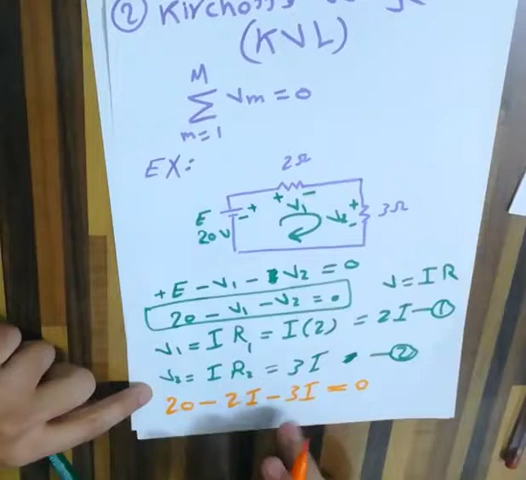 ② Kirchoff's
(KVL)
M
Σ Vm = 0
m=1
EX:
2Ω
+ V₁ −
E − +
20V
+ V₂ −
3Ω
+E − V₁ − V₂ = 0
V = IR
20 − V₁ − V₂ = 0
V₁ = I R₁ = I(2) = 2I —①
V₂ = I R₂ = 3I —②
20 − 2I − 3I = 0